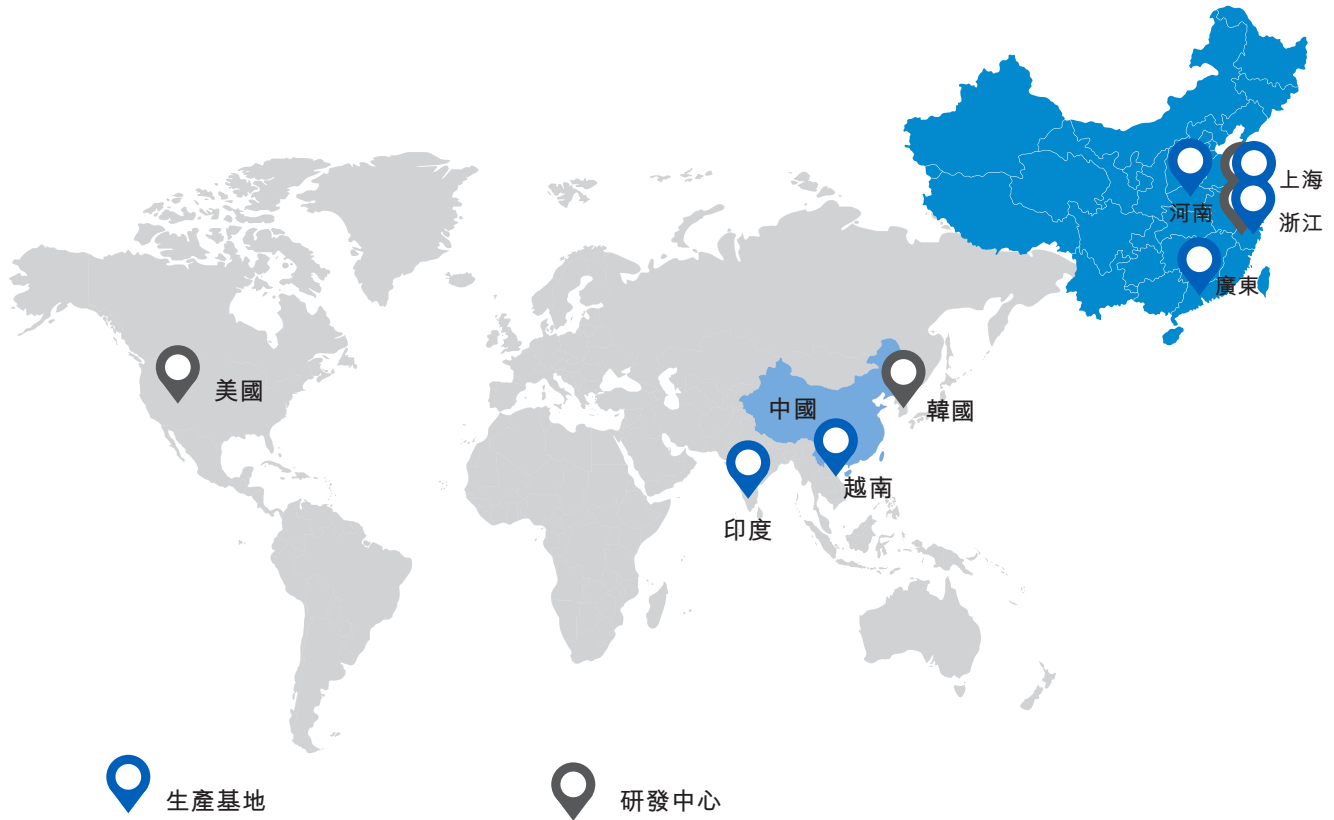 上海
河南
浙江
廣東
美國
中國
韓國
越南
印度
生產基地
研發中心